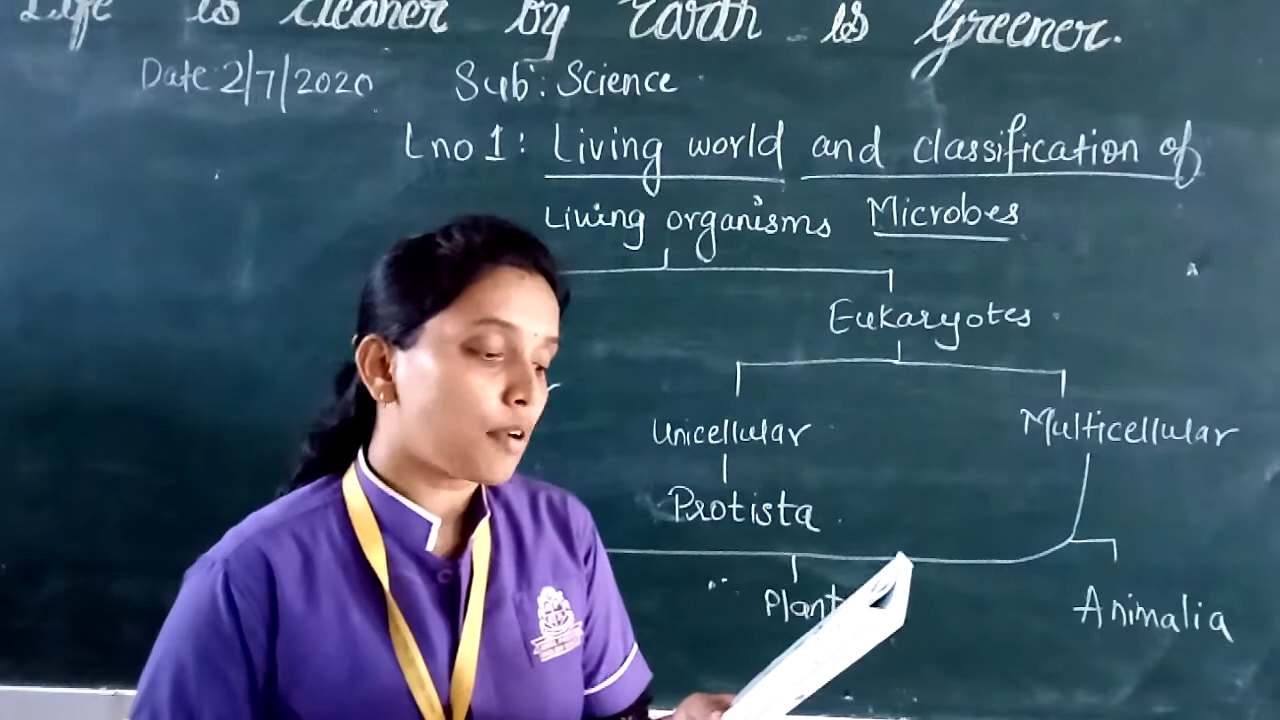 Life is cleaner by Earth is Greener.
Date 2/7/2020 Sub: Science
Lno 1: Living world and classification of
Microbes
Living organisms
Eukaryotes
Unicellular Multicellular
Protista
Plant
Animalia